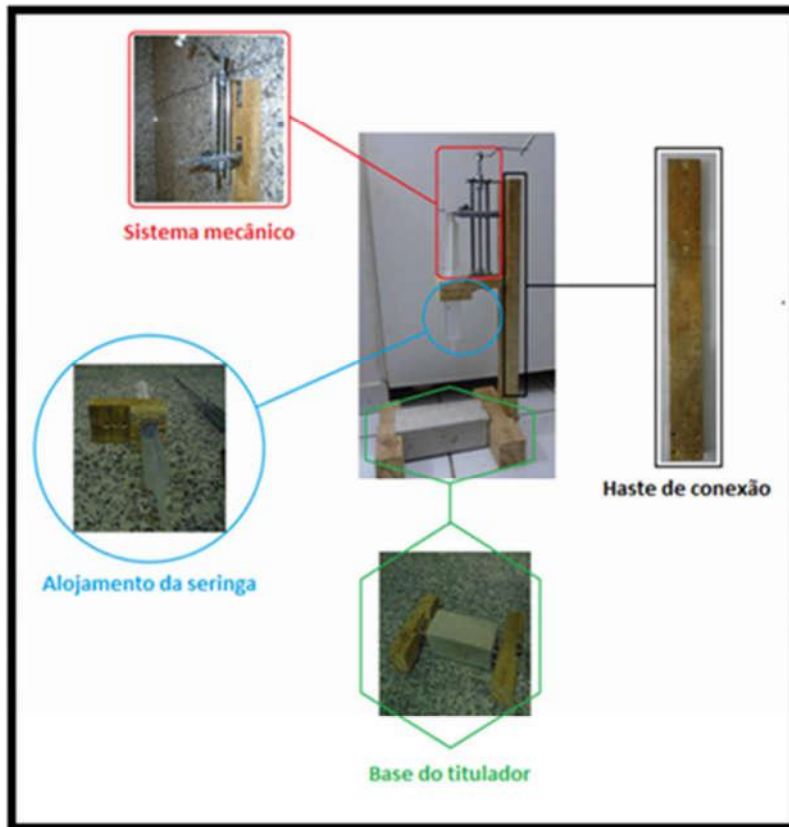 Sistema mecânico
Haste de conexão
Alojamento da seringa
Base do titulador